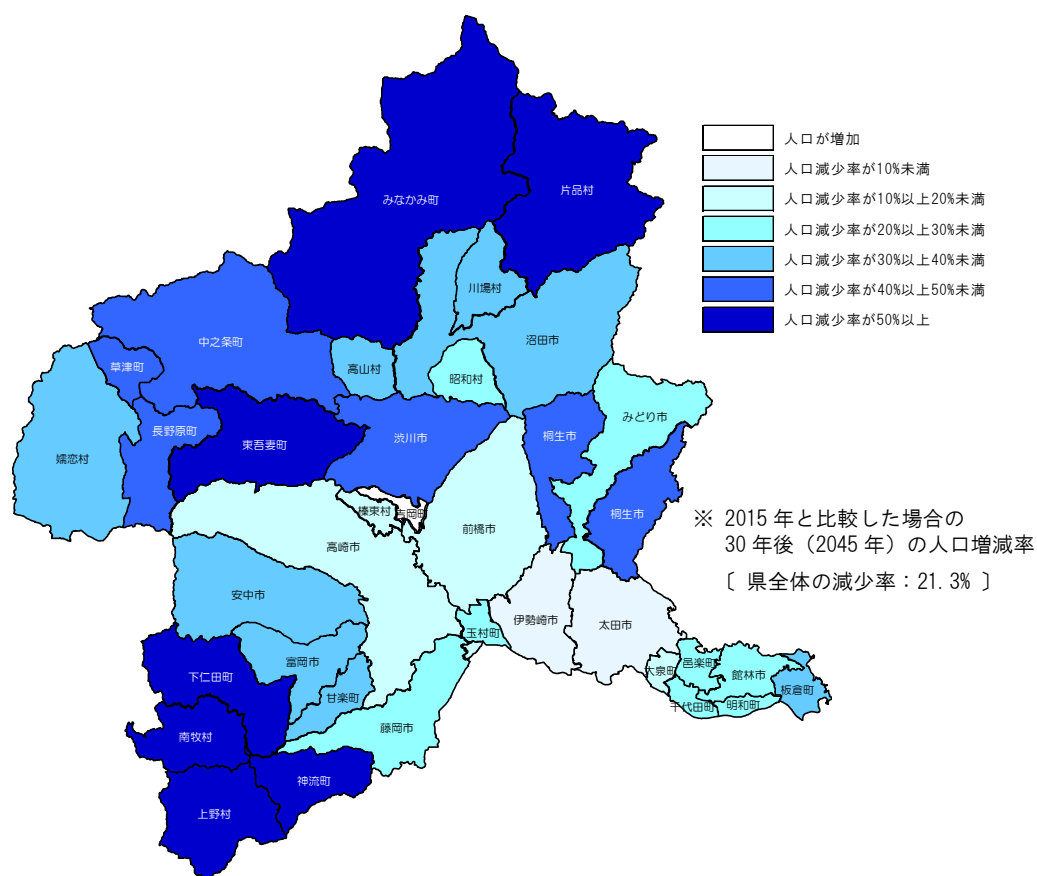 人口が増加
人口減少率が10%未満
人口減少率が10%以上20%未満
人口減少率が20%以上30%未満
人口減少率が30%以上40%未満
人口減少率が40%以上50%未満
人口減少率が50%以上
みなかみ町
片品村
川場村
沼田市
中之条町
草津町
高山村
昭和村
みどり市
長野原町
東吾妻町
渋川市
桐生市
嬬恋村
榛東村
吉岡町
前橋市
桐生市
高崎市
※ 2015年と比較した場合の
30年後（2045年）の人口増減率
〔 県全体の減少率：21.3% 〕
安中市
玉村町
伊勢崎市
太田市
富岡市
下仁田町
甘楽町
大泉町
邑楽町
館林市
板倉町
千代田町
明和町
藤岡市
南牧村
神流町
上野村